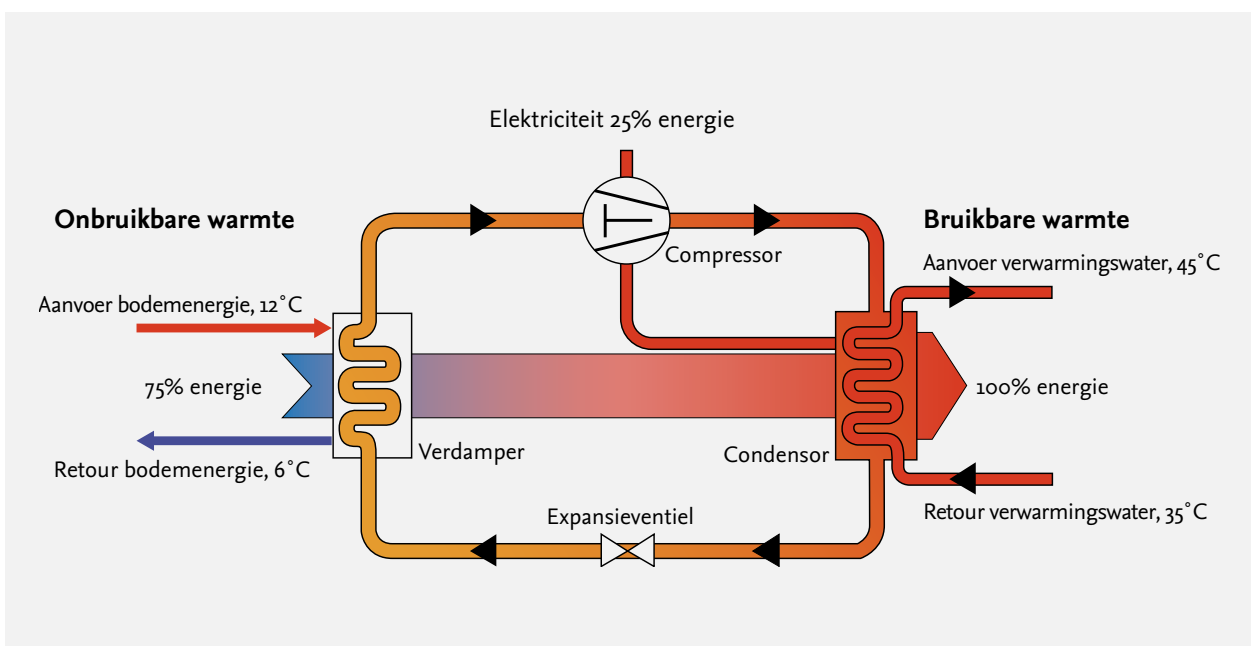 Elektriciteit 25% energie
Onbruikbare warmte
Bruikbare warmte
Compressor
Aanvoer verwarmingswater, 45°C
Aanvoer bodemenergie, 12°C
75% energie
100% energie
Verdamper
Condensor
Retour bodemenergie, 6°C
Expansieventiel
Retour verwarmingswater, 35°C